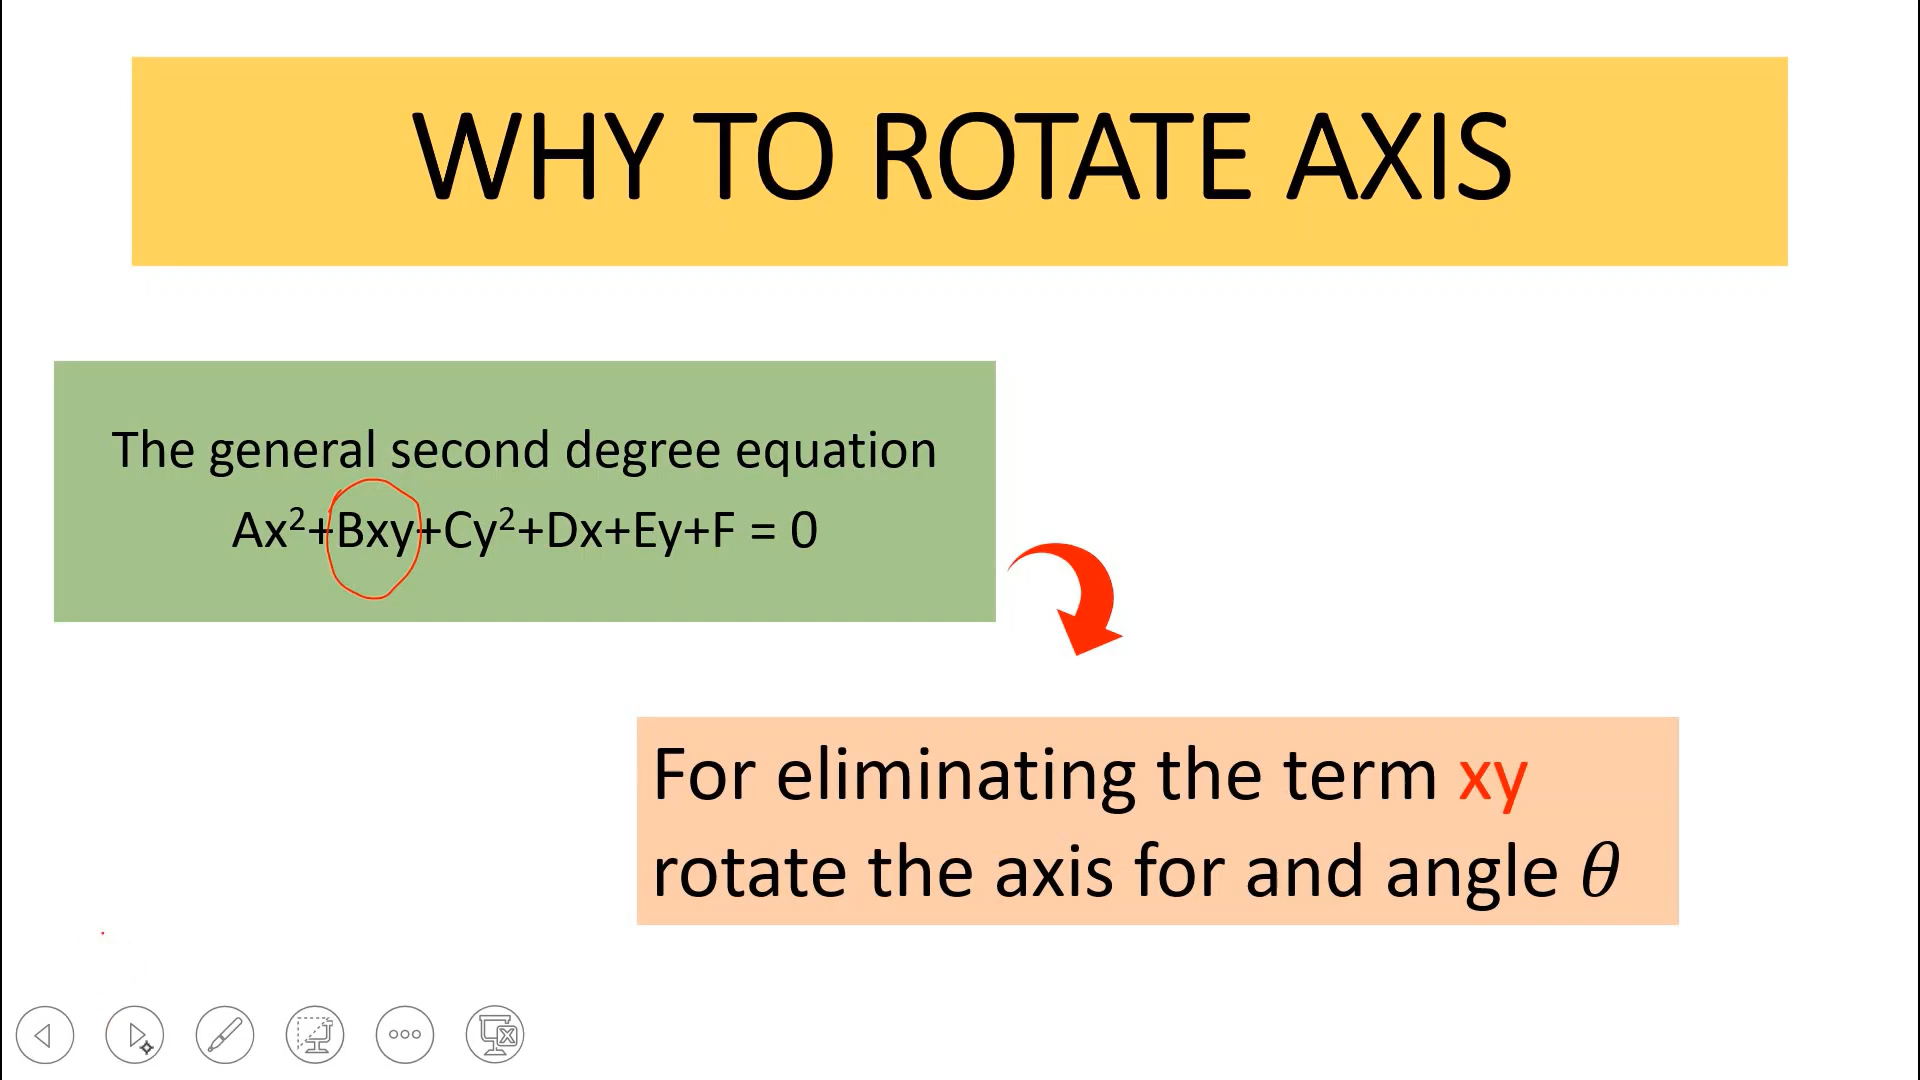 WHY TO ROTATE AXIS
The general second degree equation
Ax²+Bxy+Cy²+Dx+Ey+F = 0
For eliminating the term xy
rotate the axis for and angle θ